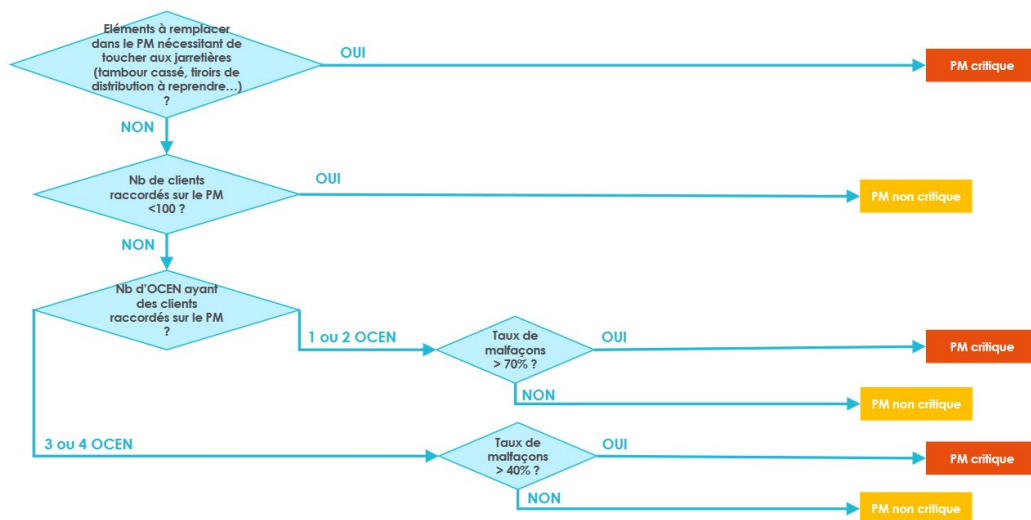 Eléments à remplacer
dans le PM nécessitant de
toucher aux jarretières
(tambour cassé, tiroirs de
distribution à reprendre...)
?
OUI
PM critique
NON
Nb de clients
raccordés sur le PM
<100 ?
OUI
PM non critique
NON
Nb d'OCEN ayant
des clients
raccordés sur le PM
?
1 ou 2 OCEN
Taux de
malfaçons
> 70% ?
OUI
PM critique
NON
PM non critique
3 ou 4 OCEN
Taux de
malfaçons
> 40% ?
OUI
PM critique
NON
PM non critique